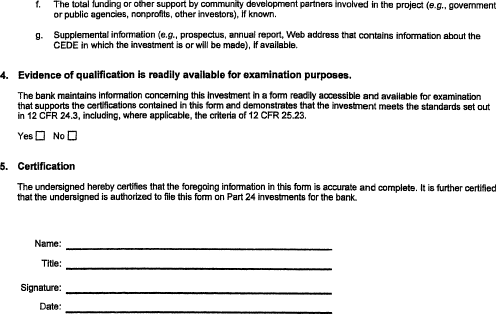 f. The total funding or other support by community development partners involved in the project (e.g., government
or public agencies, nonprofits, other investors), if known.
g. Supplemental information (e.g., prospectus, annual report, Web address that contains information about the
CEDE in which the investment is or will be made), if available.
4. Evidence of qualification is readily available for examination purposes.
The bank maintains information concerning this investment in a form readily accessible and available for examination
that supports the certifications contained in this form and demonstrates that the investment meets the standards set out
in 12 CFR 24.3, including, where applicable, the criteria of 12 CFR 25.23.
Yes No
5. Certification
The undersigned hereby certifies that the foregoing information in this form is accurate and complete. It is further certified
that the undersigned is authorized to file this form on Part 24 investments for the bank.
Name:
Title:
Signature:
Date: